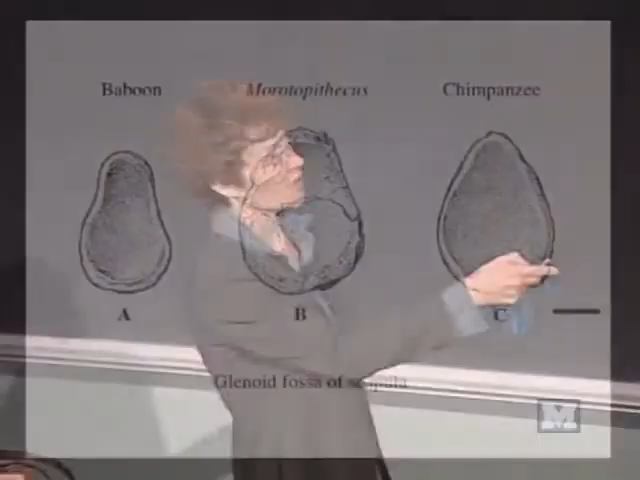 Baboon Morotopithecus Chimpanzee
A B C
Glenoid fossa of scapula
M